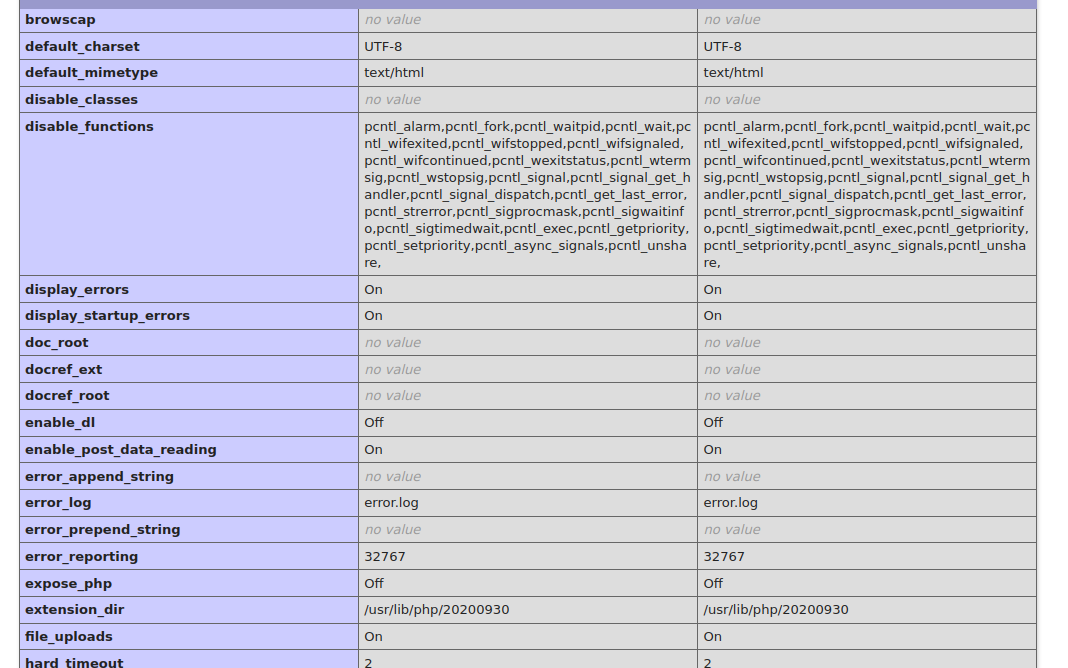 browscap no value no value
default_charset UTF-8 UTF-8
default_mimetype text/html text/html
disable_classes no value no value
disable_functions pcntl_alarm,pcntl_fork,pcntl_waitpid,pcntl_wait,pc pcntl_alarm,pcntl_fork,pcntl_waitpid,pcntl_wait,pc
ntl_wifexited,pcntl_wifstopped,pcntl_wifsignaled, ntl_wifexited,pcntl_wifstopped,pcntl_wifsignaled,
pcntl_wifcontinued,pcntl_wexitstatus,pcntl_wterm pcntl_wifcontinued,pcntl_wexitstatus,pcntl_wterm
sig,pcntl_wstopsig,pcntl_signal,pcntl_signal_get_h sig,pcntl_wstopsig,pcntl_signal,pcntl_signal_get_h
andler,pcntl_signal_dispatch,pcntl_get_last_error, andler,pcntl_signal_dispatch,pcntl_get_last_error,
pcntl_strerror,pcntl_sigprocmask,pcntl_sigwaitinf pcntl_strerror,pcntl_sigprocmask,pcntl_sigwaitinf
o,pcntl_sigtimedwait,pcntl_exec,pcntl_getpriority, o,pcntl_sigtimedwait,pcntl_exec,pcntl_getpriority,
pcntl_setpriority,pcntl_async_signals,pcntl_unsha pcntl_setpriority,pcntl_async_signals,pcntl_unsha
re, re,
display_errors On On
display_startup_errors On On
doc_root no value no value
docref_ext no value no value
docref_root no value no value
enable_dl Off Off
enable_post_data_reading On On
error_append_string no value no value
error_log error.log error.log
error_prepend_string no value no value
error_reporting 32767 32767
expose_php Off Off
extension_dir /usr/lib/php/20200930 /usr/lib/php/20200930
file_uploads On On
hard_timeout 2 2